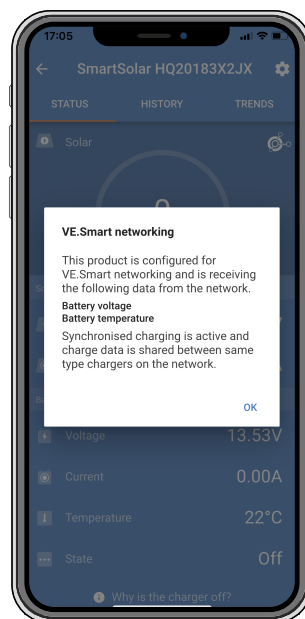 17:05
SmartSolar HQ20183X2JX
STATUS HISTORY TRENDS
Solar
VE.Smart networking
This product is configured for
VE.Smart networking and is receiving
the following data from the network.
Battery voltage
Battery temperature
Synchronised charging is active and
charge data is shared between same
type chargers on the network.
OK
Voltage 13.53V
Current 0.00A
Temperature 22°C
State Off
Why is the charger off?